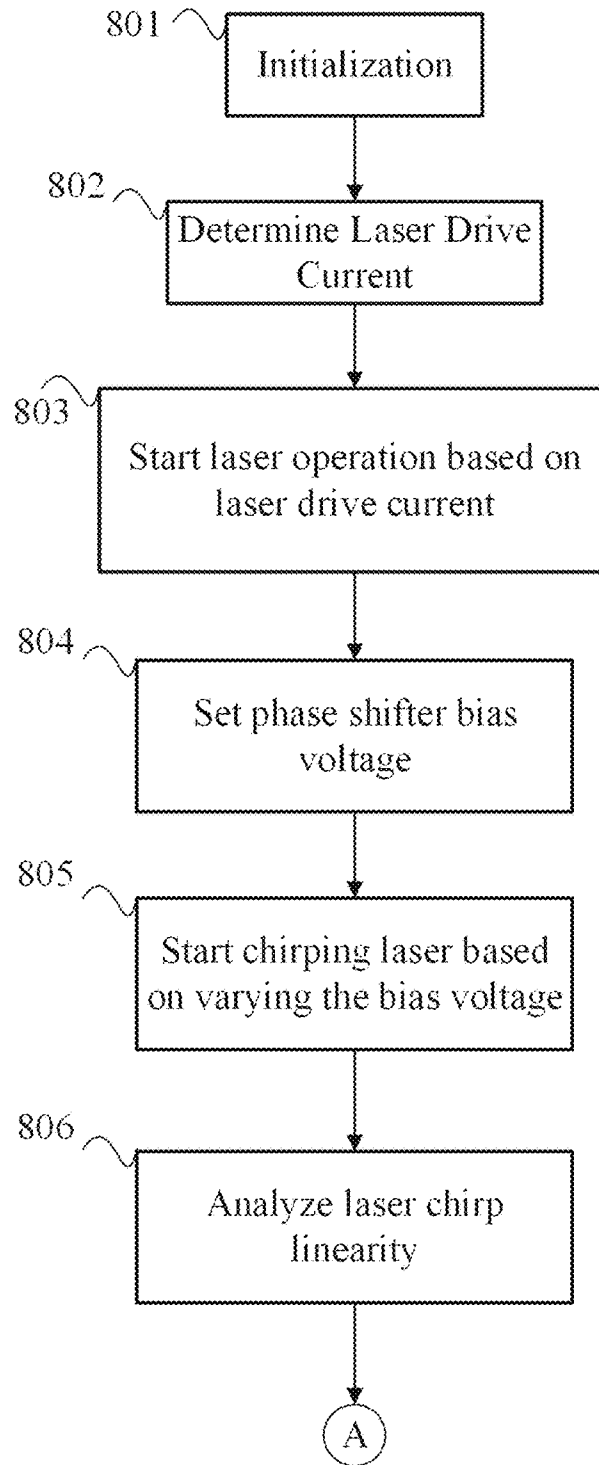 801
Initialization
802
Determine Laser Drive
Current
803
Start laser operation based on
laser drive current
804
Set phase shifter bias
voltage
805
Start chirping laser based
on varying the bias voltage
806
Analyze laser chirp
linearity
A